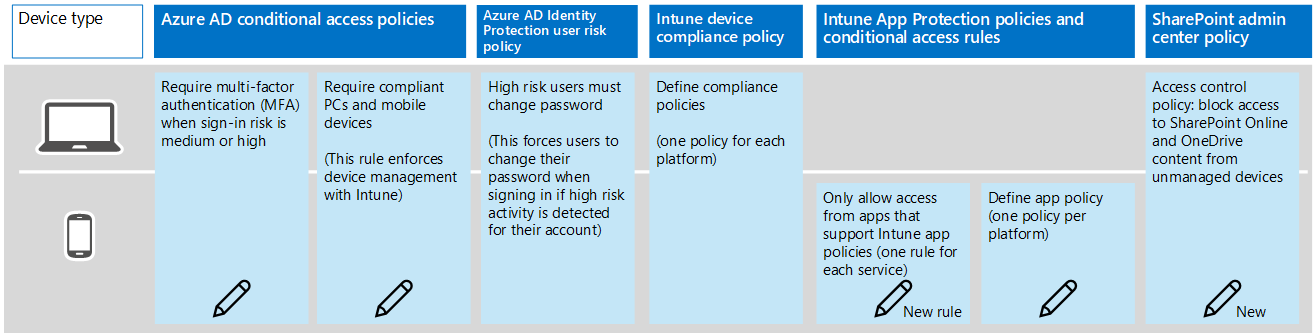 Device type
Azure AD conditional access policies
Azure AD Identity
Protection user risk
policy
Intune device
compliance policy
Intune App Protection policies and
conditional access rules
SharePoint admin
center policy
Require multi-factor
authentication (MFA)
when sign-in risk is
medium or high
Require compliant
PCs and mobile
devices
(This rule enforces
device management
with Intune)
High risk users must
change password
(This forces users to
change their
password when
signing in if high risk
activity is detected
for their account)
Define compliance
policies
(one policy for each
platform)
Only allow access
from apps that
support Intune app
policies (one rule for
each service)
New rule
Define app policy
(one policy per
platform)
Access control
policy: block access
to SharePoint Online
and OneDrive
content from
unmanaged devices
New